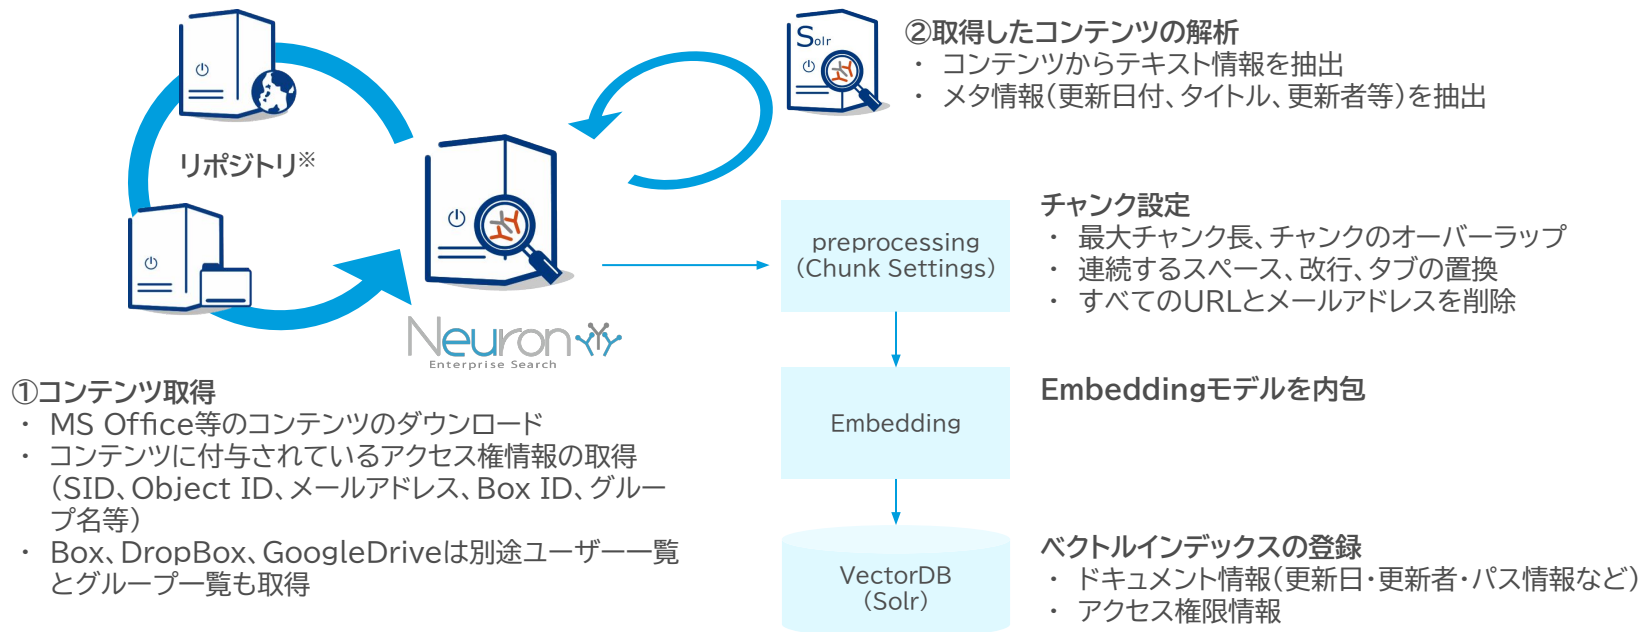 Solr
②取得したコンテンツの解析
・ コンテンツからテキスト情報を抽出
・ メタ情報（更新日付、タイトル、更新者等）を抽出
リポジトリ※
Neuron
Enterprise Search
①コンテンツ取得
・ MS Office等のコンテンツのダウンロード
・ コンテンツに付与されているアクセス権情報の取得
（SID、Object ID、メールアドレス、Box ID、グルー
プ名等）
・ Box、DropBox、GoogleDriveは別途ユーザー一覧
とグループ一覧も取得
preprocessing
（Chunk Settings）
チャンク設定
・ 最大チャンク長、チャンクのオーバーラップ
・ 連続するスペース、改行、タブの置換
・ すべてのURLとメールアドレスを削除
Embedding
Embeddingモデルを内包
VectorDB
（Solr）
ベクトルインデックスの登録
・ ドキュメント情報（更新日・更新者・パス情報など）
・ アクセス権限情報